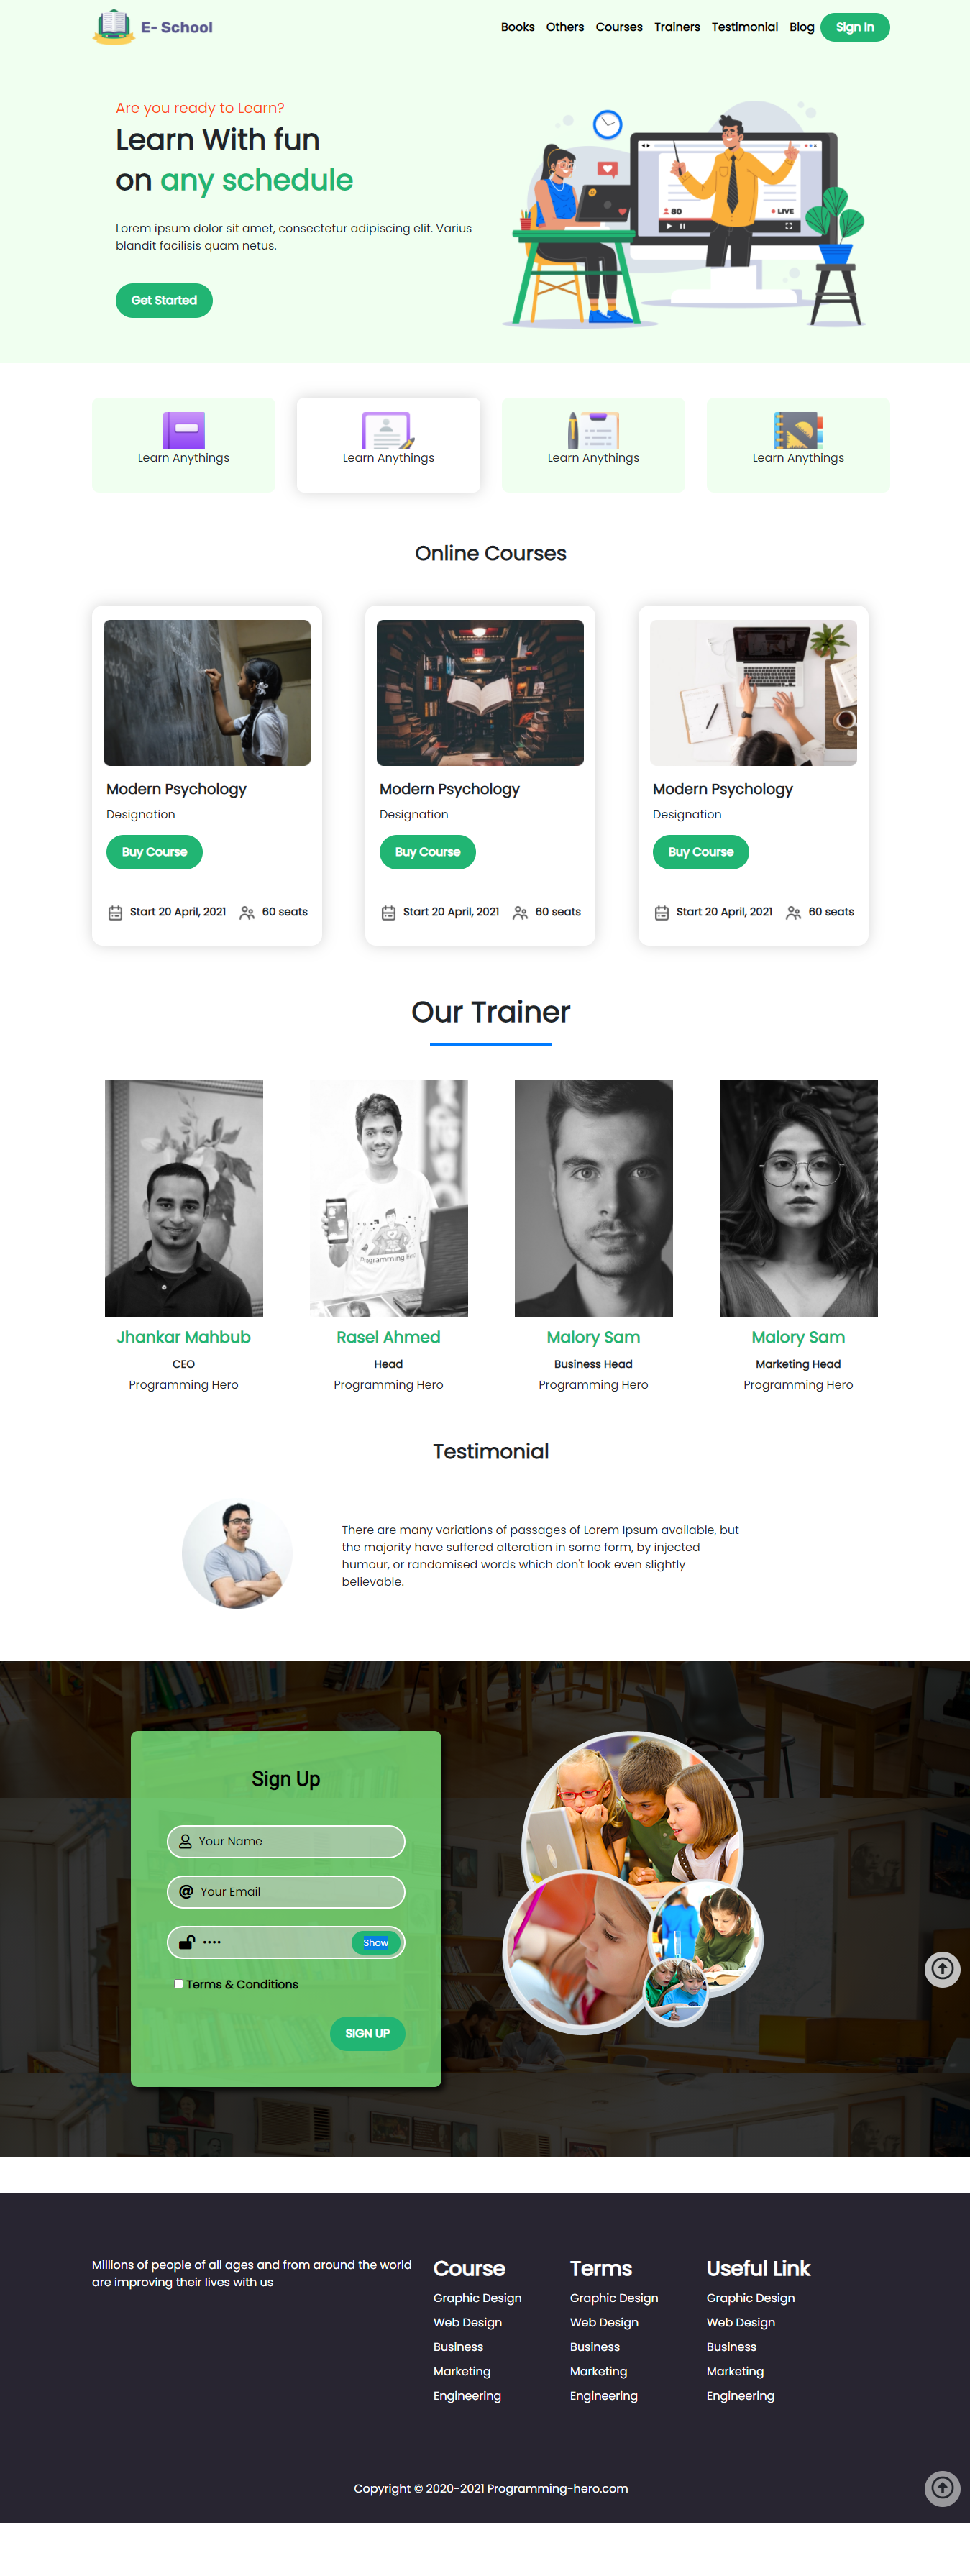 E- School
Books Others Courses Trainers Testimonial Blog Sign In
Are you ready to Learn?
Learn With fun
on any schedule
Lorem ipsum dolor sit amet, consectetur adipiscing elit. Varius
blandit facilisis quam netus.
Get Started
80
LIVE
Learn Anythings Learn Anythings Learn Anythings Learn Anythings
Online Courses
Modern Psychology Modern Psychology Modern Psychology
Designation Designation Designation
Buy Course Buy Course Buy Course
Start 20 April, 2021 60 seats Start 20 April, 2021 60 seats Start 20 April, 2021 60 seats
Our Trainer
Programming Hero
Jhankar Mahbub Rasel Ahmed Malory Sam Malory Sam
CEO Head Business Head Marketing Head
Programming Hero Programming Hero Programming Hero Programming Hero
Testimonial
There are many variations of passages of Lorem Ipsum available, but
the majority have suffered alteration in some form, by injected
humour, or randomised words which don't look even slightly
believable.
Sign Up
Your Name
@ Your Email
•••• Show
Terms & Conditions
SIGN UP
Millions of people of all ages and from around the world
are improving their lives with us
Course
Graphic Design
Web Design
Business
Marketing
Engineering
Terms
Graphic Design
Web Design
Business
Marketing
Engineering
Useful Link
Graphic Design
Web Design
Business
Marketing
Engineering
Copyright © 2020-2021 Programming-hero.com